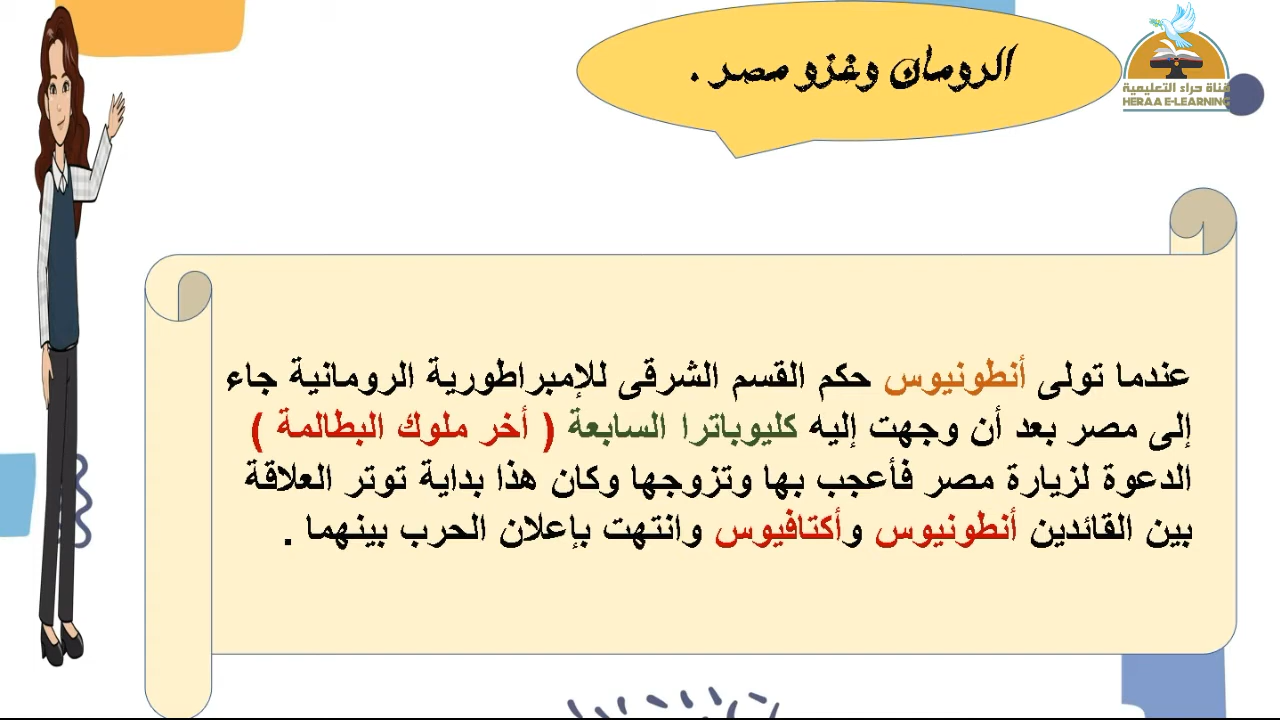 الرومان وغزو مصر .
قناة حراء التعليمية
HERAA E-LEARNING
عندما تولى أنطونيوس حكم القسم الشرقى للإمبراطورية الرومانية جاء
إلى مصر بعد أن وجهت إليه كليوباترا السابعة ( أخر ملوك البطالمة )
الدعوة لزيارة مصر فأعجب بها وتزوجها وكان هذا بداية توتر العلاقة
بين القائدين أنطونيوس وأكتافيوس وانتهت بإعلان الحرب بينهما .